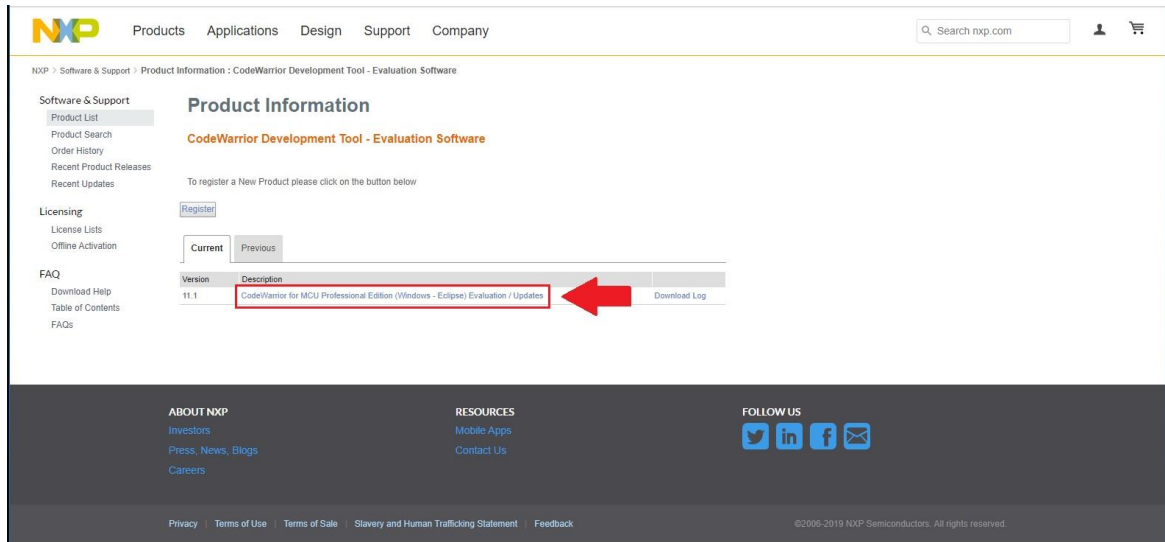 NXP Products Applications Design Support Company Search nxp.com
NXP > Software & Support > Product Information : CodeWarrior Development Tool - Evaluation Software
Software & Support
Product List
Product Search
Order History
Recent Product Releases
Recent Updates
Licensing
License Lists
Offline Activation
FAQ
Download Help
Table of Contents
FAQs
Product Information
CodeWarrior Development Tool - Evaluation Software
To register a New Product please click on the button below
Register
Current Previous
Version Description
11.1 CodeWarrior for MCU Professional Edition (Windows - Eclipse) Evaluation / Updates Download Log
ABOUT NXP
Investors
Press, News, Blogs
Careers
RESOURCES
Mobile Apps
Contact Us
FOLLOW US
Privacy | Terms of Use | Terms of Sale | Slavery and Human Trafficking Statement | Feedback
©2006-2019 NXP Semiconductors. All rights reserved.